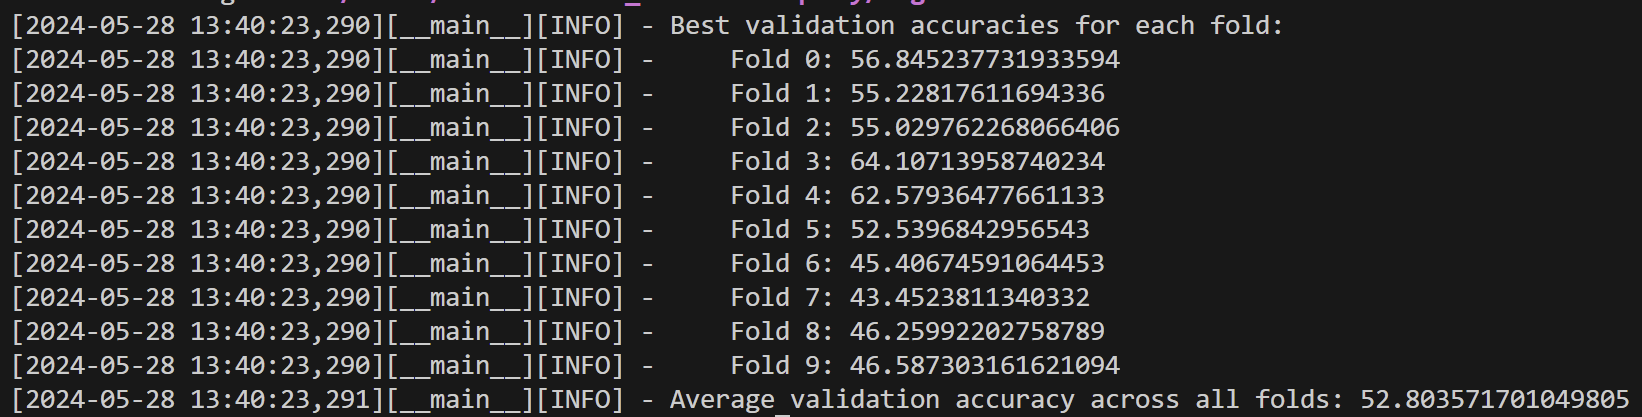 [2024-05-28 13:40:23,290][__main__][INFO] - Best validation accuracies for each fold:
[2024-05-28 13:40:23,290][__main__][INFO] -     Fold 0: 56.845237731933594
[2024-05-28 13:40:23,290][__main__][INFO] -     Fold 1: 55.22817611694336
[2024-05-28 13:40:23,290][__main__][INFO] -     Fold 2: 55.029762268066406
[2024-05-28 13:40:23,290][__main__][INFO] -     Fold 3: 64.10713958740234
[2024-05-28 13:40:23,290][__main__][INFO] -     Fold 4: 62.57936477661133
[2024-05-28 13:40:23,290][__main__][INFO] -     Fold 5: 52.5396842956543
[2024-05-28 13:40:23,290][__main__][INFO] -     Fold 6: 45.40674591064453
[2024-05-28 13:40:23,290][__main__][INFO] -     Fold 7: 43.4523811340332
[2024-05-28 13:40:23,290][__main__][INFO] -     Fold 8: 46.25992202758789
[2024-05-28 13:40:23,290][__main__][INFO] -     Fold 9: 46.587303161621094
[2024-05-28 13:40:23,291][__main__][INFO] - Average validation accuracy across all folds: 52.803571701049805